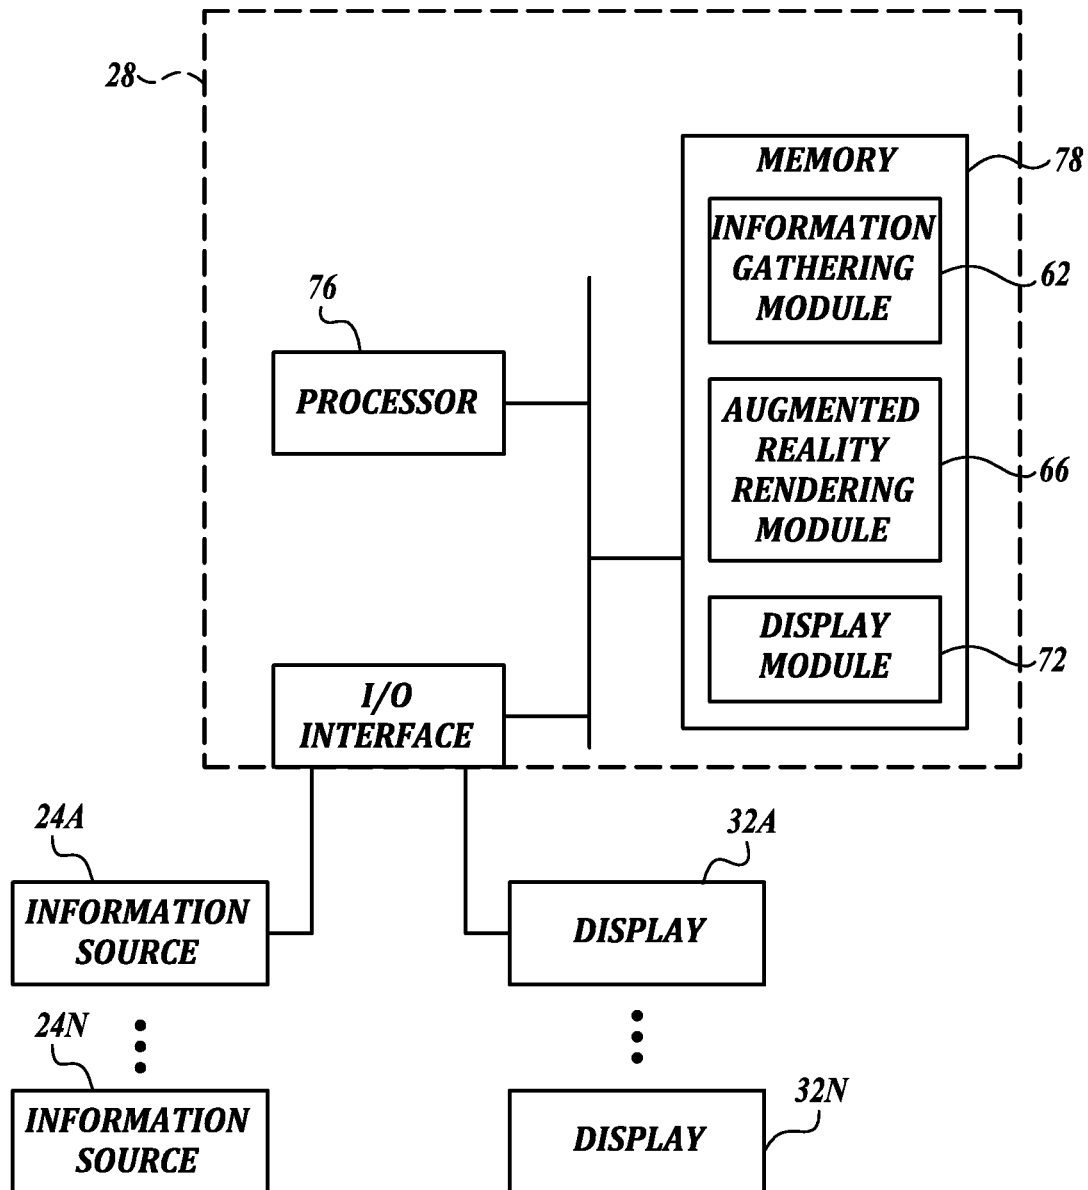 28
MEMORY
78
INFORMATION
GATHERING
MODULE
62
76
PROCESSOR
AUGMENTED
REALITY
RENDERING
MODULE
66
DISPLAY
MODULE
72
I/O
INTERFACE
24A
32A
INFORMATION
SOURCE
DISPLAY
24N
32N
INFORMATION
SOURCE
DISPLAY